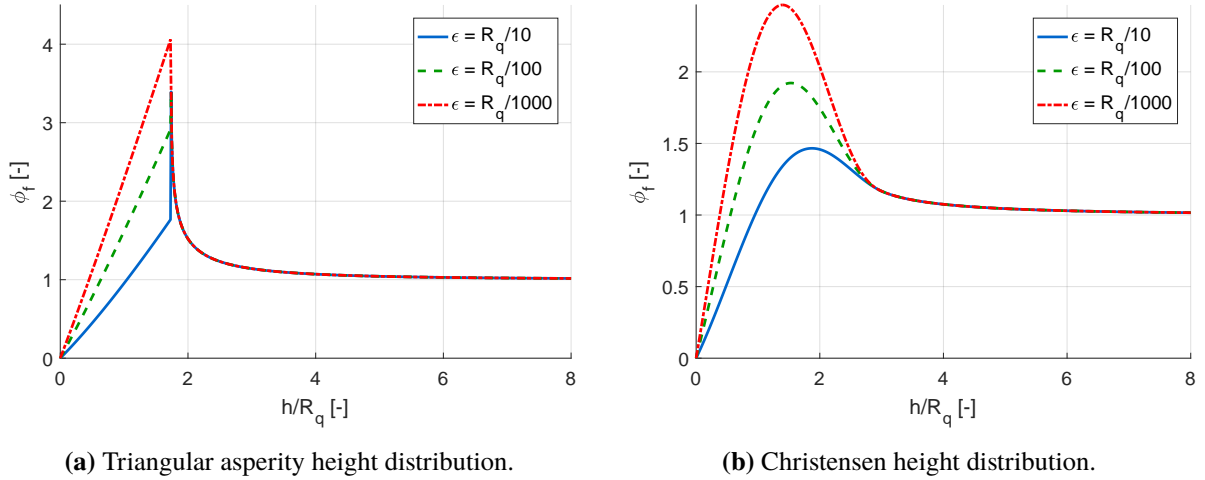 4
3
2
1
0
ϕ_f [-]
0 2 4 6 8
h/R_q [-]
ϵ = R_q/10
ϵ = R_q/100
ϵ = R_q/1000
(a) Triangular asperity height distribution.
2
1.5
1
0.5
0
ϕ_f [-]
0 2 4 6 8
h/R_q [-]
ϵ = R_q/10
ϵ = R_q/100
ϵ = R_q/1000
(b) Christensen height distribution.